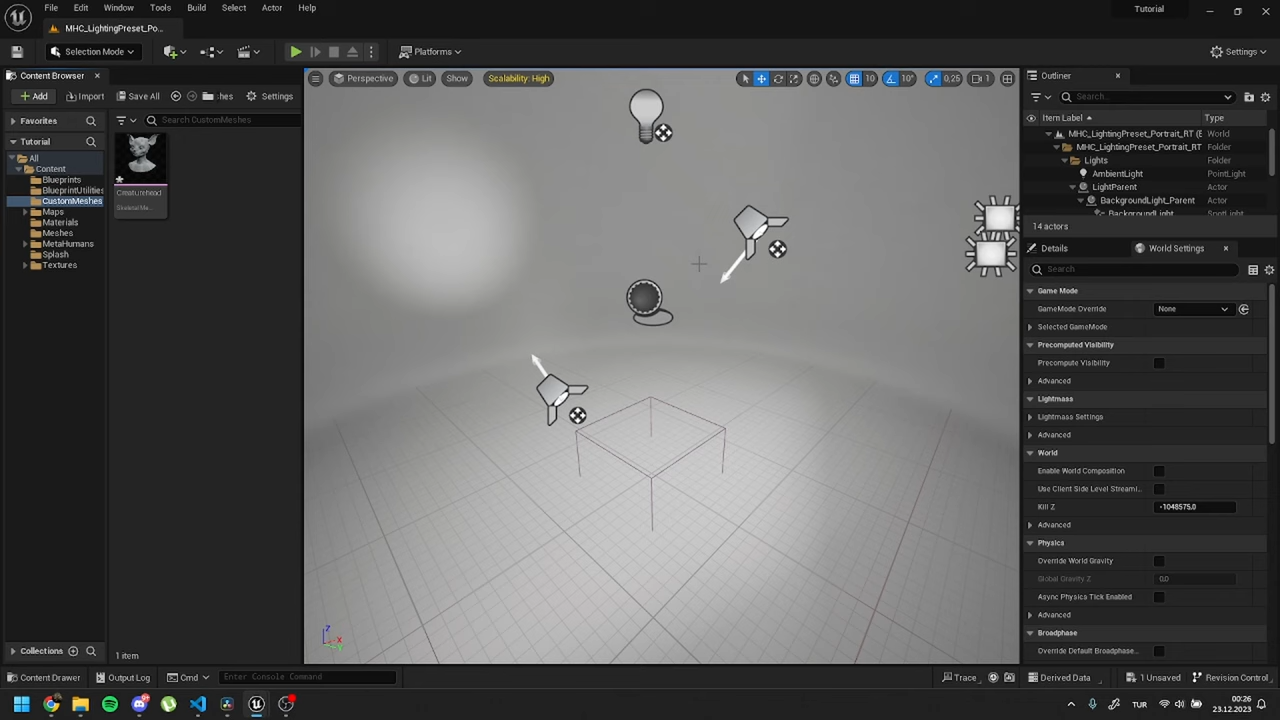 File Edit Window Tools Build Select Actor Help
Tutorial
MHC_LightingPreset_Po...
Selection Mode
Platforms
Settings
Content Browser
Add
Import
Save All
hes
Settings
Favorites
Search CustomMeshes
Tutorial
All
Content
Blueprints
BlueprintUtilities
CustomMeshes
Maps
Materials
Meshes
MetaHumans
Splash
Textures
Creaturehead
SkeletalMe...
Collections
1 item
Perspective
Lit
Show
Scalability: High
10
10°
0,25
1
Z
X
Y
Outliner
Search...
Item Label
Type
MHC_LightingPreset_Portrait_RT (E
World
MHC_LightingPreset_Portrait_RT
Folder
Lights
Folder
AmbientLight
PointLight
LightParent
Actor
BackgroundLight_Parent
Actor
BackgroundLight
SpotLight
14 actors
Details
World Settings
Search
Game Mode
GameMode Override
None
Selected GameMode
Precomputed Visibility
Precompute Visibility
Advanced
Lightmass
Lightmass Settings
Advanced
World
Enable World Composition
Use Client Side Level Streami...
Kill Z
-1048575,0
Advanced
Physics
Override World Gravity
Global Gravity Z
0,0
Async Physics Tick Enabled
Advanced
Broadphase
Override Default Broadphase...
Content Drawer
Output Log
Cmd
Enter Console Command
Trace
Derived Data
1 Unsaved
Revision Control
TUR
00:26
23.12.2023